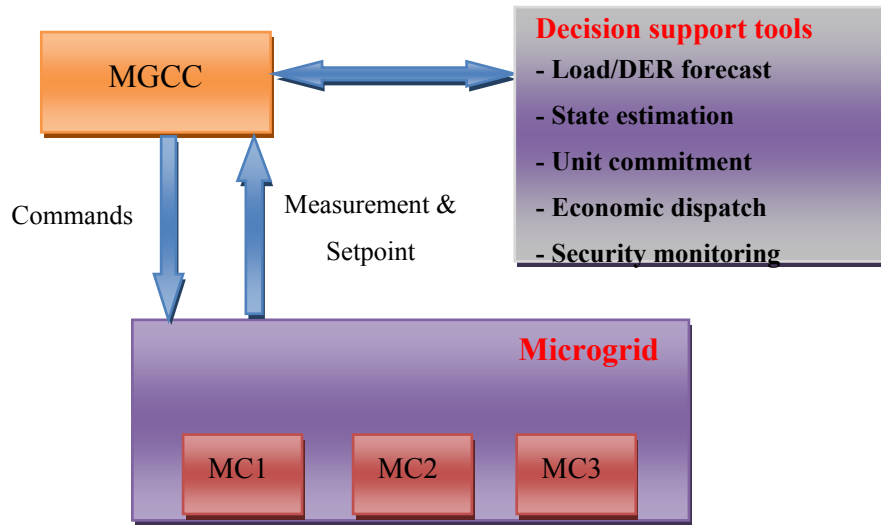 MGCC
Decision support tools
- Load/DER forecast
- State estimation
- Unit commitment
- Economic dispatch
- Security monitoring
Commands
Measurement &
Setpoint
Microgrid
MC1
MC2
MC3